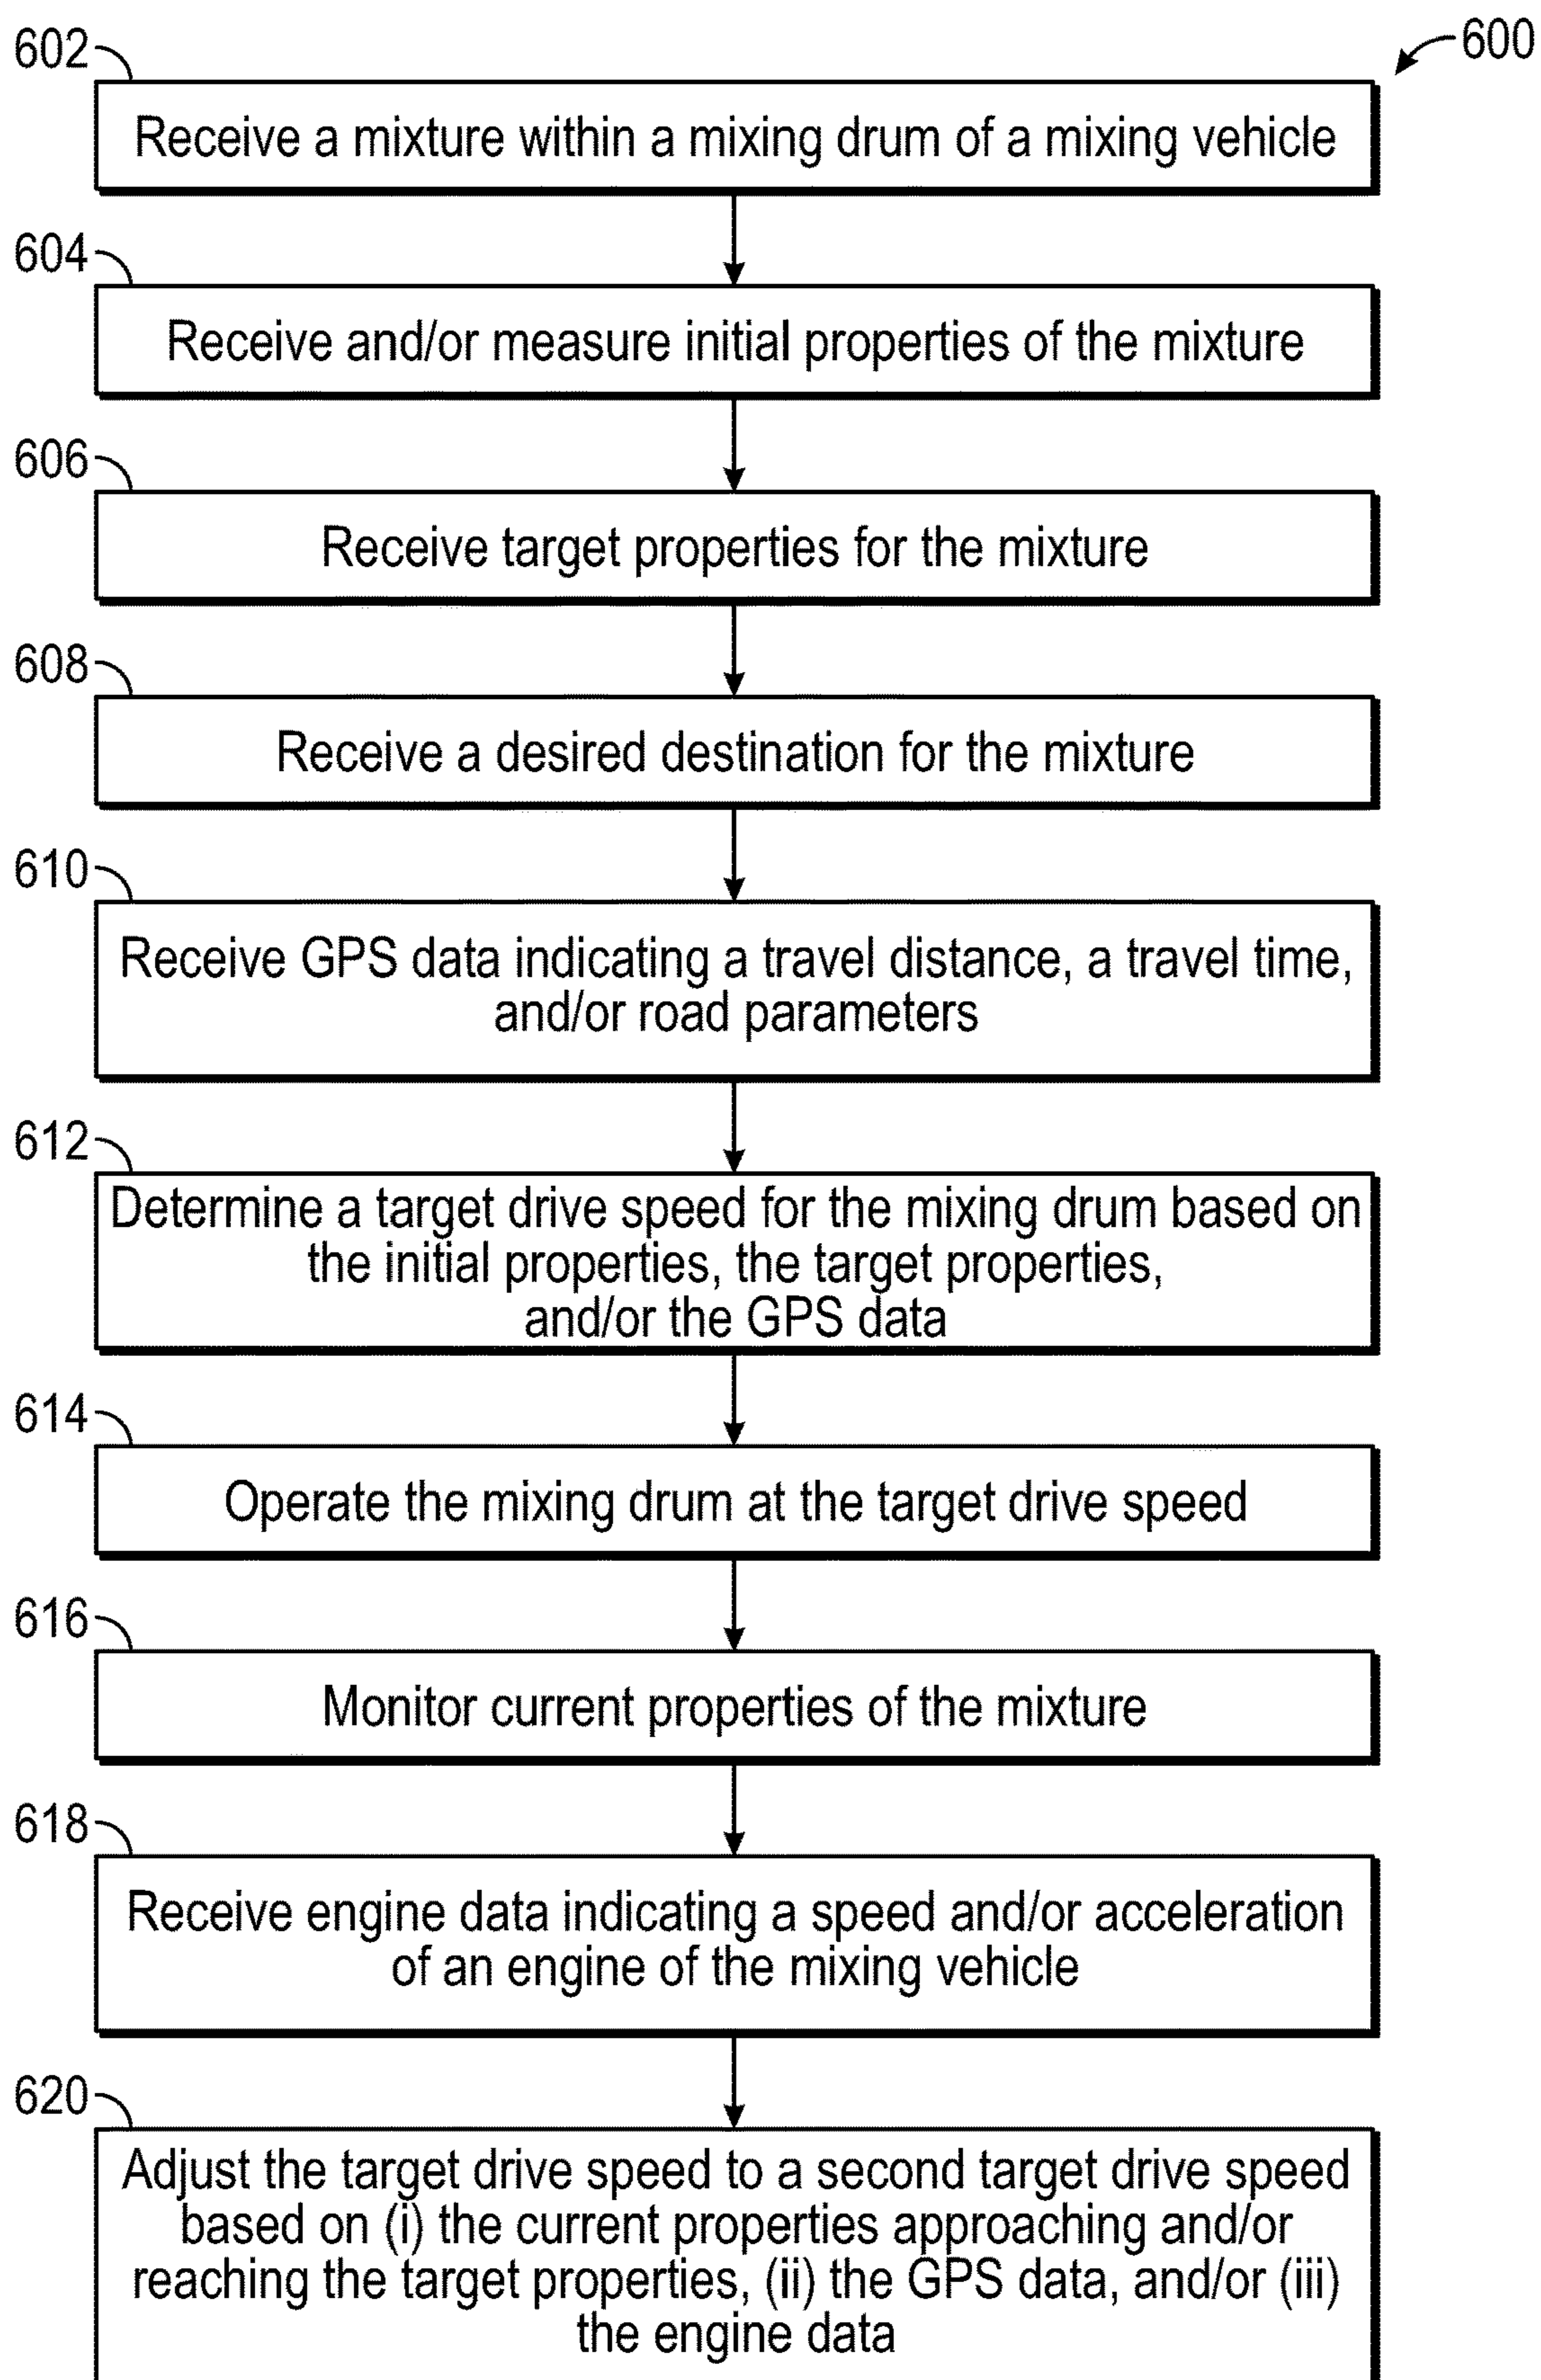 600
602
Receive a mixture within a mixing drum of a mixing vehicle
604
Receive and/or measure initial properties of the mixture
606
Receive target properties for the mixture
608
Receive a desired destination for the mixture
610
Receive GPS data indicating a travel distance, a travel time,
and/or road parameters
612
Determine a target drive speed for the mixing drum based on
the initial properties, the target properties,
and/or the GPS data
614
Operate the mixing drum at the target drive speed
616
Monitor current properties of the mixture
618
Receive engine data indicating a speed and/or acceleration
of an engine of the mixing vehicle
620
Adjust the target drive speed to a second target drive speed
based on (i) the current properties approaching and/or
reaching the target properties, (ii) the GPS data, and/or (iii)
the engine data